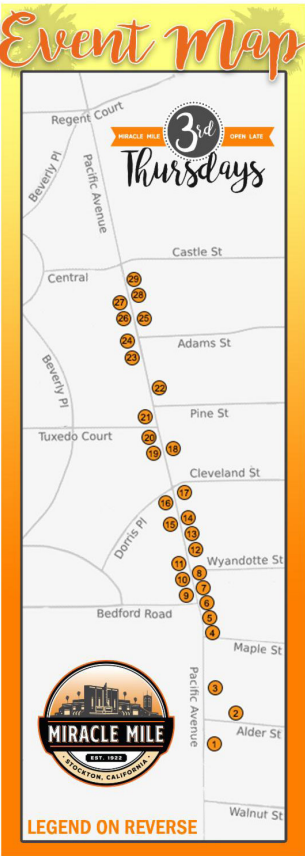 Event Map
Regent Court
MIRACLE MILE
3rd
OPEN LATE
Thursdays
Beverly Pl
Pacific Avenue
Castle St
Central
29
28
27
26
25
24
Adams St
23
Beverly Pl
22
21
Pine St
20
Tuxedo Court
19
18
Cleveland St
17
16
14
15
13
Dorris Pl
12
11
Wyandotte St
8
10
7
9
6
Bedford Road
5
4
Maple St
Pacific Avenue
3
2
Alder St
1
MIRACLE MILE
EST. 1922
STOCKTON, CALIFORNIA
Walnut St
LEGEND ON REVERSE